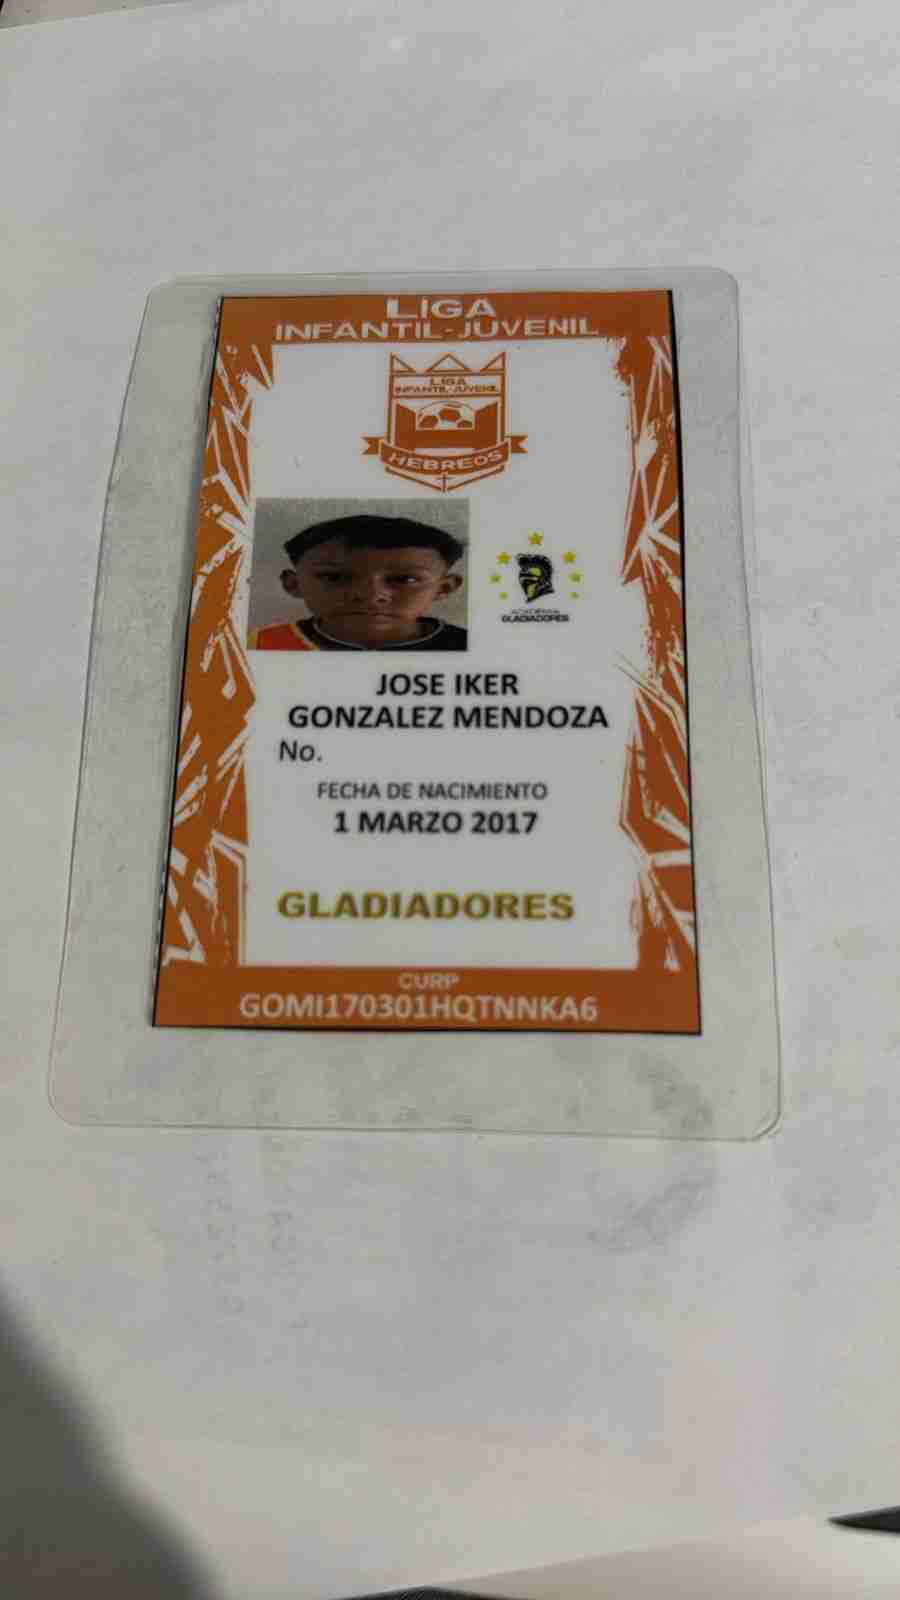 LIGA
INFANTIL-JUVENIL
LIGA
INFANTIL-JUVENIL
HEBREOS
ACADEMIA
GLADIADORES
JOSE IKER
GONZALEZ MENDOZA
No.
FECHA DE NACIMIENTO
1 MARZO 2017
GLADIADORES
CURP
GOMI170301HQTNNKA6